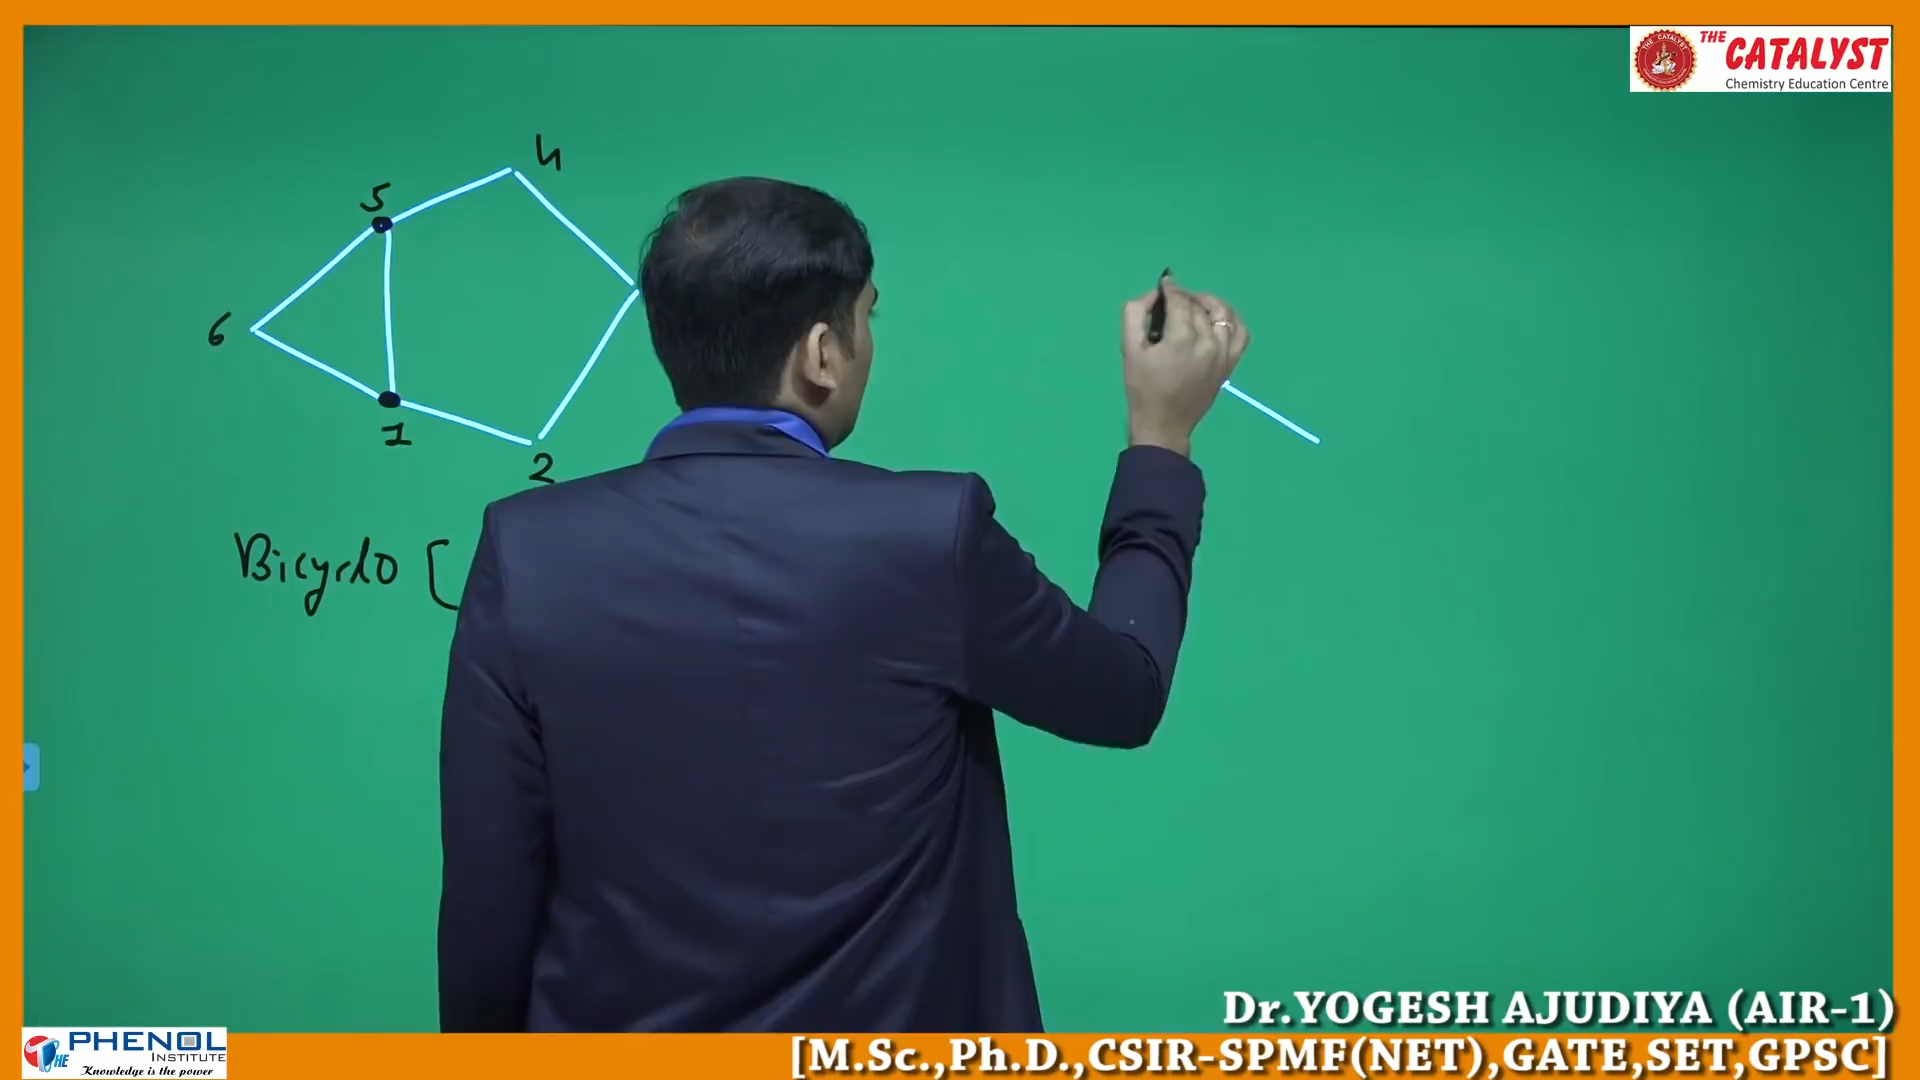 THE
CATALYST
Chemistry Education Centre
4
5
6
1
2
Bicyclo [
Dr.YOGESH AJUDIYA (AIR-1)
[M.Sc.,Ph.D.,CSIR-SPMF(NET),GATE,SET,GPSC]
THE PHENOL
INSTITUTE
Knowledge is the power